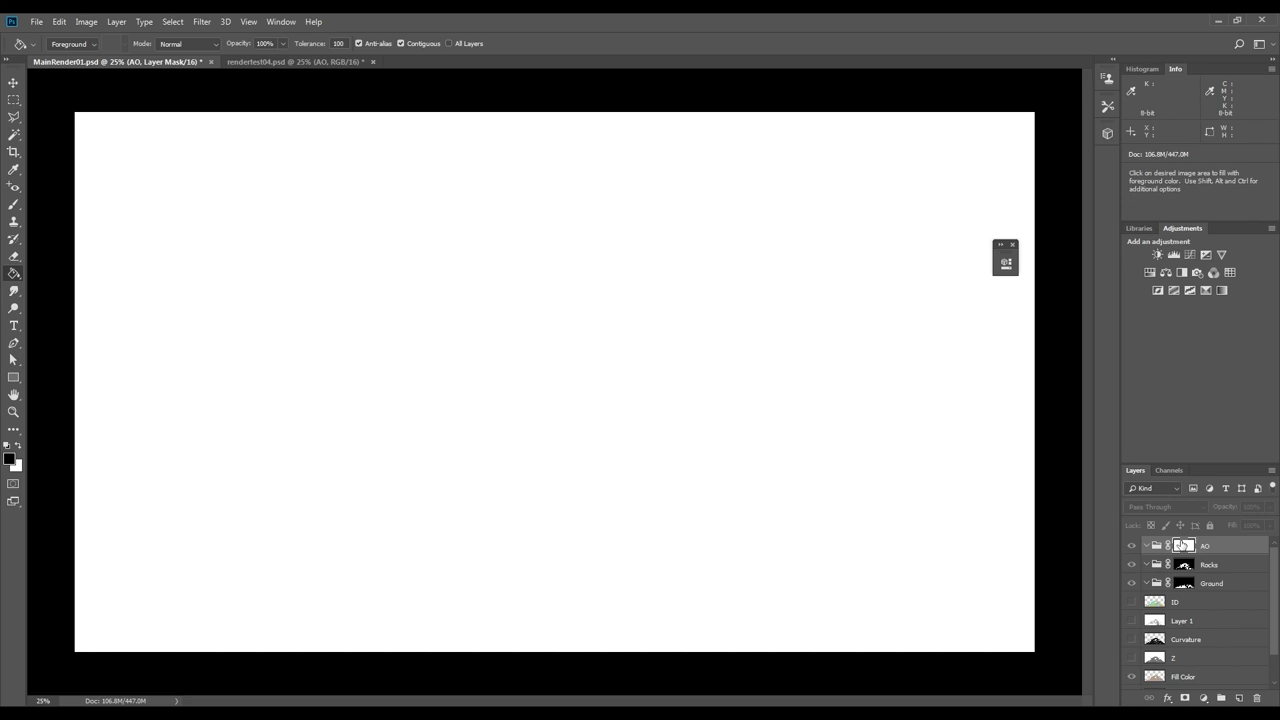 Ps File Edit Image Layer Type Select Filter 3D View Window Help
Foreground Mode: Normal Opacity: 100% Tolerance: 100 Anti-alias Contiguous All Layers
MainRender01.psd @ 25% (AO, Layer Mask/16) * rendertest04.psd @ 25% (AO, RGB/16) *
Histogram Info
K :
C :
M :
Y :
K :
8-bit 8-bit
X :
Y :
W :
H :
Doc: 106.8M/447.0M
Click on desired image area to fill with
foreground color. Use Shift, Alt and Ctrl for
additional options
Libraries Adjustments
Add an adjustment
Layers Channels
Kind
Pass Through Opacity: 100%
Lock: Fill: 100%
AO
Rocks
Ground
ID
Layer 1
Curvature
Z
Fill Color
25% Doc: 106.8M/447.0M